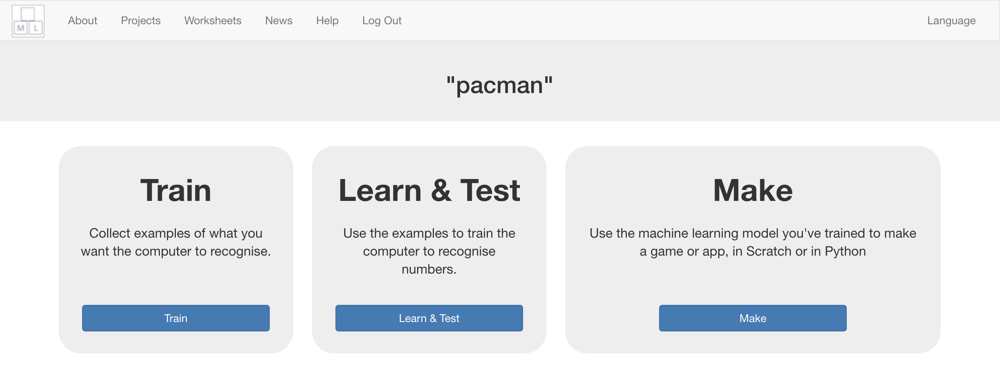 M L
About Projects Worksheets News Help Log Out Language
"pacman"
Train
Collect examples of what you
want the computer to recognise.
Train
Learn & Test
Use the examples to train the
computer to recognise
numbers.
Learn & Test
Make
Use the machine learning model you've trained to make
a game or app, in Scratch or in Python
Make